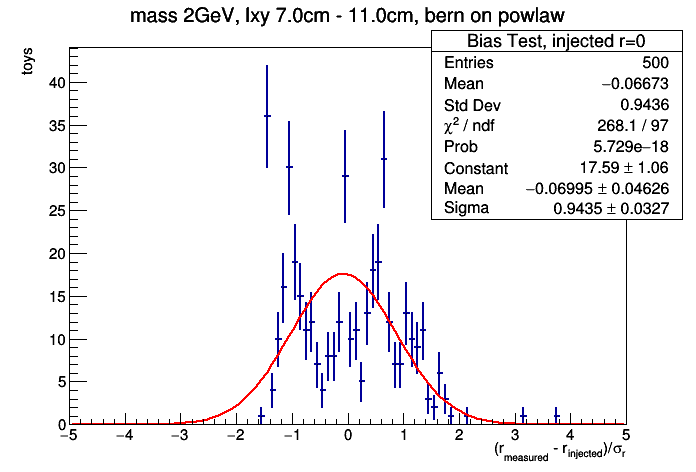 mass 2GeV, lxy 7.0cm - 11.0cm, bern on powlaw
Bias Test, injected r=0
Entries 500
Mean −0.06673
Std Dev 0.9436
χ² / ndf 268.1 / 97
Prob 5.729e−18
Constant 17.59 ± 1.06
Mean −0.06995 ± 0.04626
Sigma 0.9435 ± 0.0327
toys
40
35
30
25
20
15
10
5
0
−5 −4 −3 −2 −1 0 1 2 3 4 5
(r_measured - r_injected)/σ_r